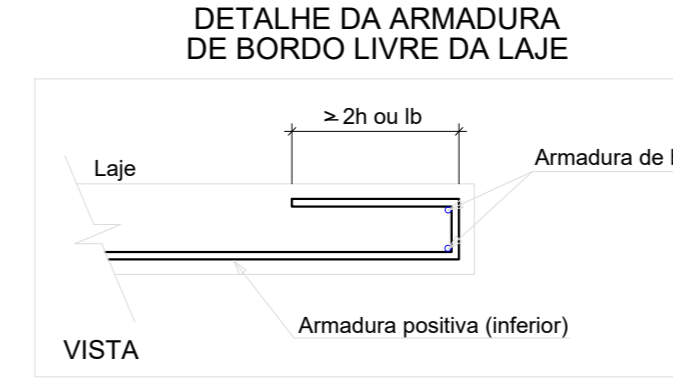 DETALHE DA ARMADURA
DE BORDO LIVRE DA LAJE
≥ 2h ou lb
Laje
Armadura de
Armadura positiva (inferior)
VISTA